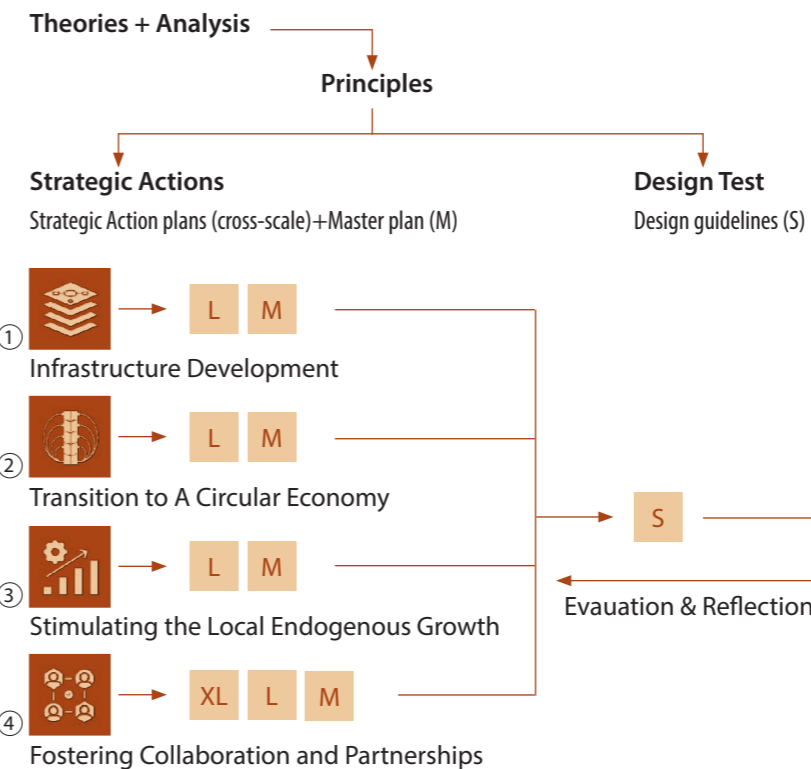 Theories + Analysis
Principles
Strategic Actions
Strategic Action plans (cross-scale)+Master plan (M)
Design Test
Design guidelines (S)
1
L M
Infrastructure Development
2
L M
Transition to A Circular Economy
3
L M
Stimulating the Local Endogenous Growth
4
XL L M
Fostering Collaboration and Partnerships
S
Evauation & Reflection